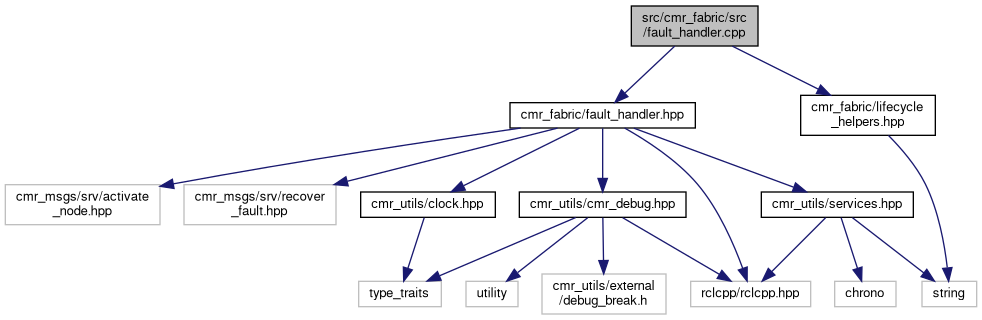 src/cmr_fabric/src
/fault_handler.cpp
cmr_fabric/fault_handler.hpp
cmr_fabric/lifecycle
_helpers.hpp
cmr_msgs/srv/activate
_node.hpp
cmr_msgs/srv/recover
_fault.hpp
cmr_utils/clock.hpp
cmr_utils/cmr_debug.hpp
cmr_utils/services.hpp
type_traits
utility
cmr_utils/external
/debug_break.h
rclcpp/rclcpp.hpp
chrono
string